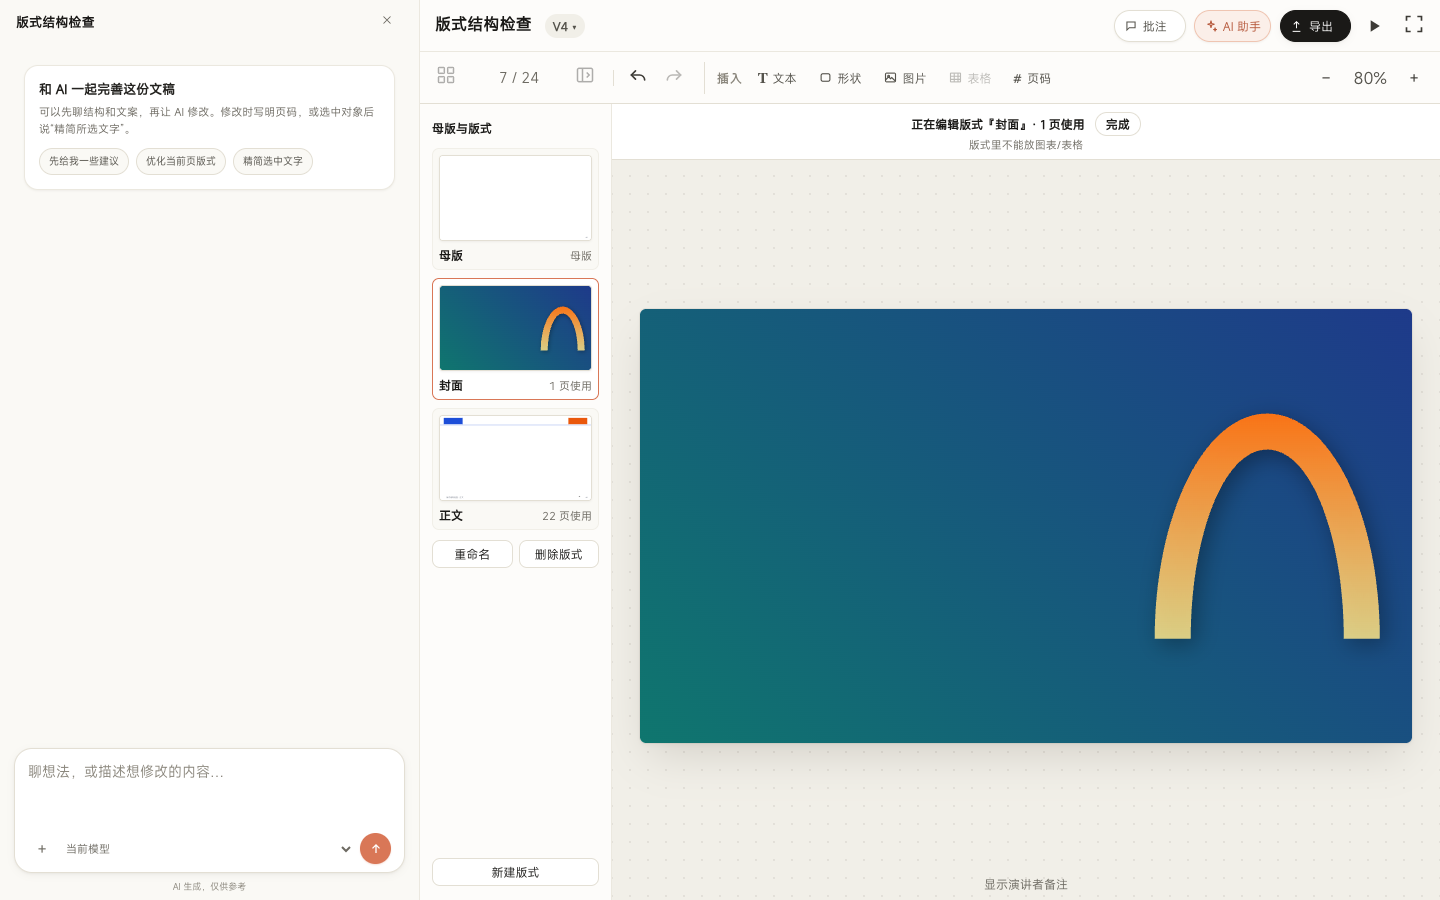 版式结构检查
和 AI 一起完善这份文稿
可以先聊结构和文案，再让 AI 修改。修改时写明页码，或选中对象后
说“精简所选文字”。
先给我一些建议 优化当前页版式 精简选中文字
聊想法，或描述想修改的内容...
当前模型
AI 生成，仅供参考
版式结构检查 V4
批注 AI 助手 导出
7 / 24 插入 T 文本 形状 图片 表格 # 页码 − 80% +
母版与版式
母版 母版
封面 1 页使用
正文 22 页使用
重命名 删除版式
新建版式
正在编辑版式『封面』· 1 页使用 完成
版式里不能放图表/表格
显示演讲者备注